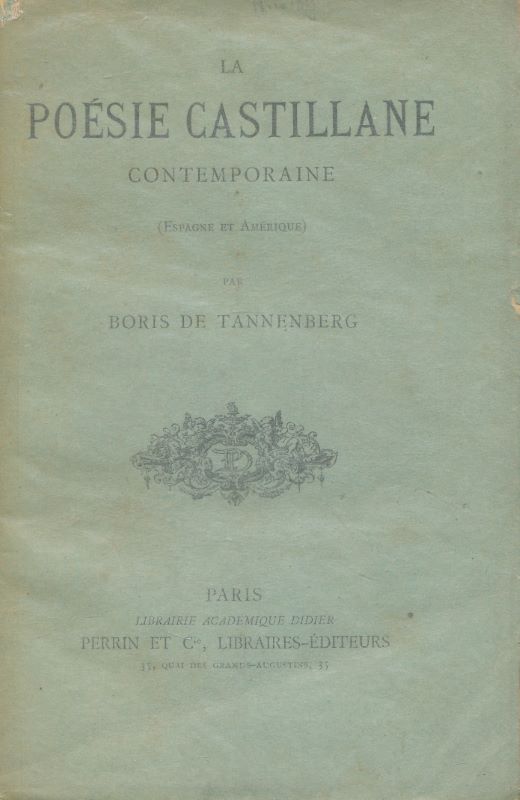 LA
POÉSIE CASTILLANE
CONTEMPORAINE
(ESPAGNE ET AMÉRIQUE)
PAR
BORIS DE TANNENBERG
PARIS
LIBRAIRIE ACADÉMIQUE DIDIER
PERRIN ET Cie, LIBRAIRES-ÉDITEURS
35, QUAI DES GRANDS-AUGUSTINS, 35